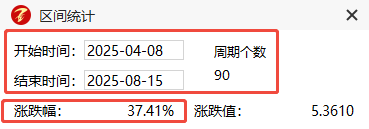 区间统计
开始时间： 2025-04-08 周期个数
结束时间： 2025-08-15 90
涨跌幅： 37.41% 涨跌值： 5.3610